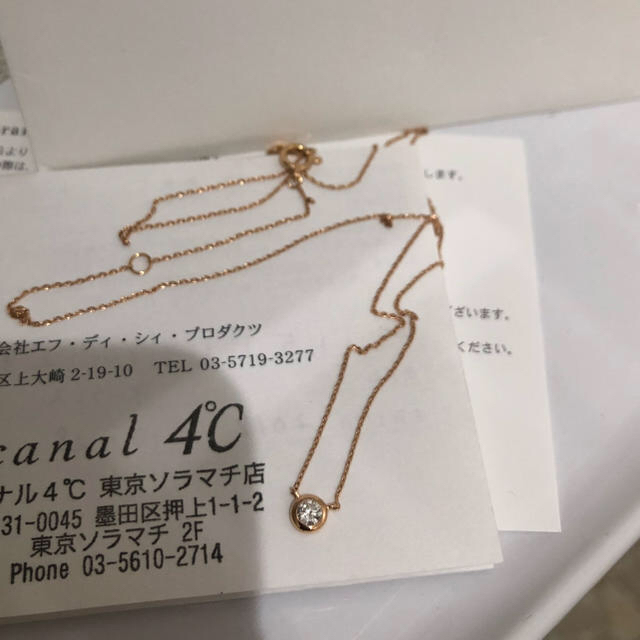 します。
ざいます。
ください。
会社エフ・ディ・シィ・プロダクツ
区上大崎 2-19-10 TEL 03-5719-3277
canal 4℃
ナル4℃ 東京ソラマチ店
31-0045 墨田区押上1-1-2
東京ソラマチ 2F
Phone 03-5610-2714